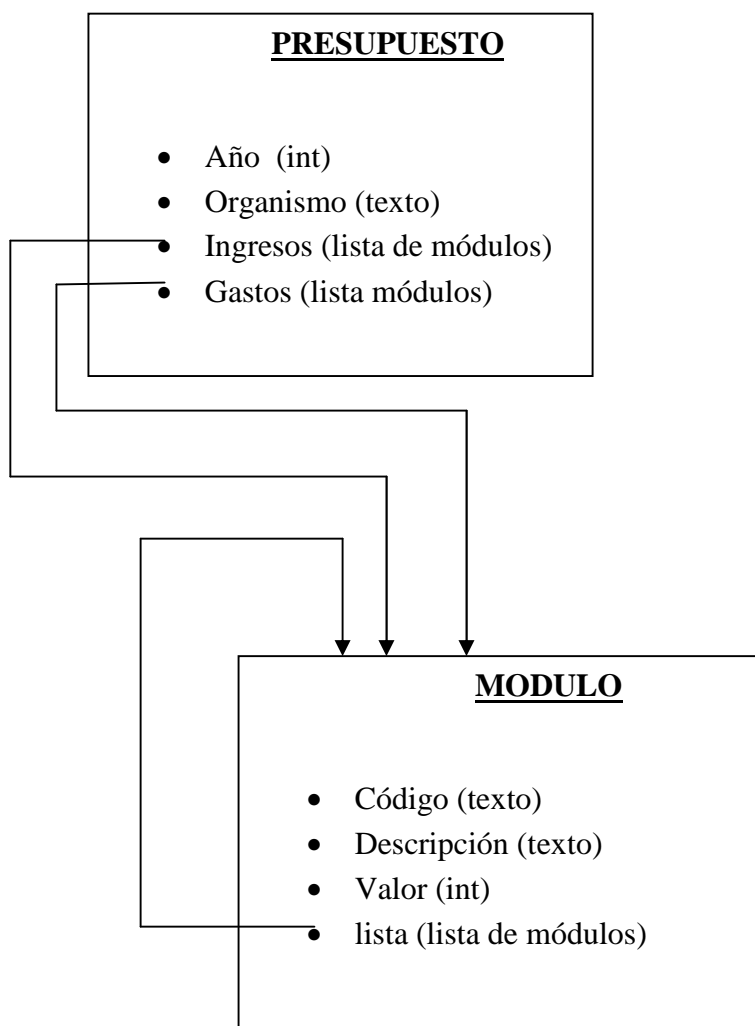 PRESUPUESTO
• Año (int)
• Organismo (texto)
• Ingresos (lista de módulos)
• Gastos (lista módulos)
MODULO
• Código (texto)
• Descripción (texto)
• Valor (int)
• lista (lista de módulos)